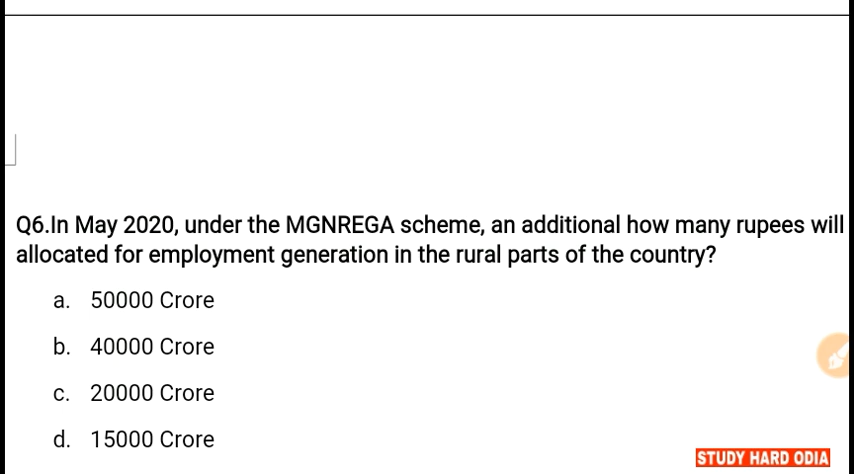 Q6.In May 2020, under the MGNREGA scheme, an additional how many rupees will
allocated for employment generation in the rural parts of the country?
a. 50000 Crore
b. 40000 Crore
c. 20000 Crore
d. 15000 Crore
STUDY HARD ODIA